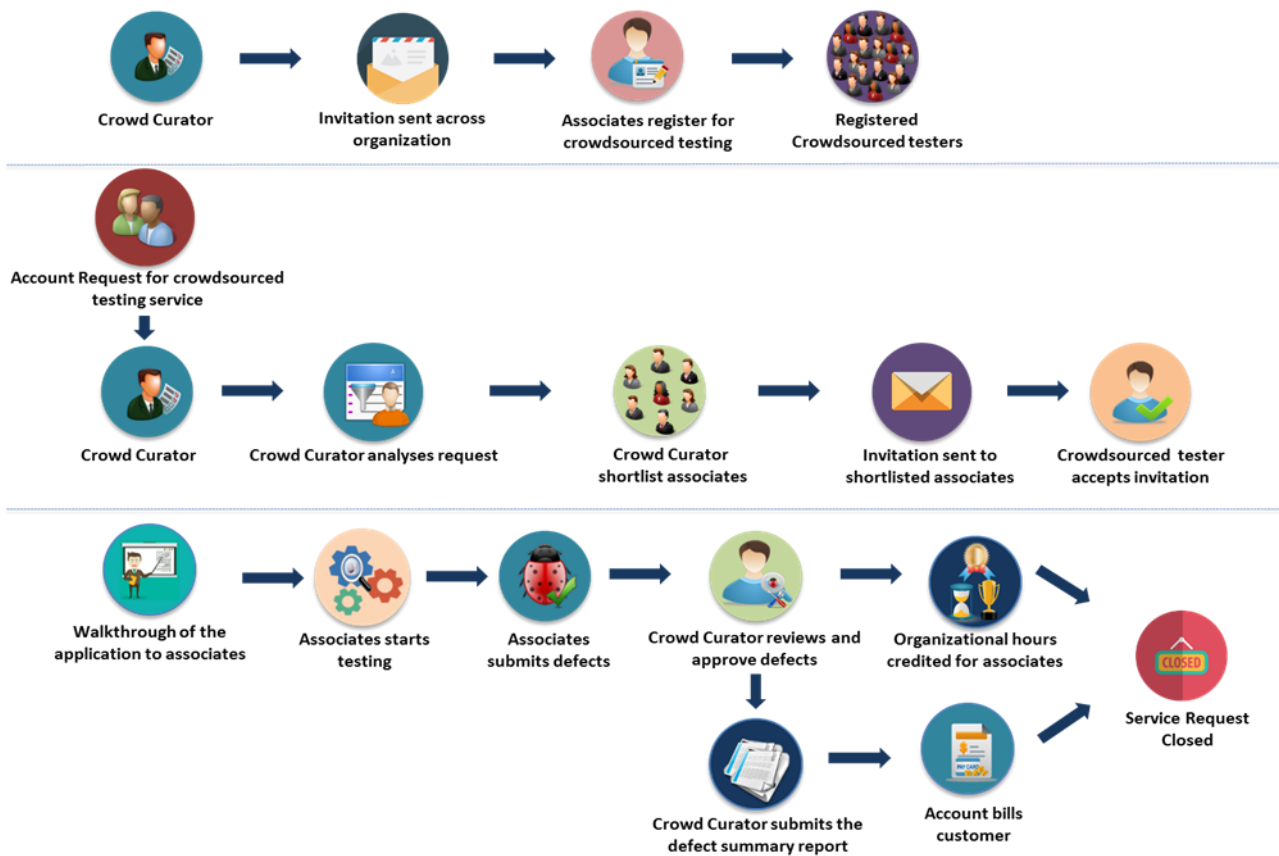 Crowd Curator
Invitation sent across
organization
Associates register for
crowdsourced testing
Registered
Crowdsourced testers
Account Request for crowdsourced
testing service
Crowd Curator
Crowd Curator analyses request
Crowd Curator
shortlist associates
Invitation sent to
shortlisted associates
Crowdsourced tester
accepts invitation
Walkthrough of the
application to associates
Associates starts
testing
Associates
submits defects
Crowd Curator reviews and
approve defects
Organizational hours
credited for associates
CLOSED
Service Request
Closed
Crowd Curator submits the
defect summary report
$
PAY CARD
Account bills
customer